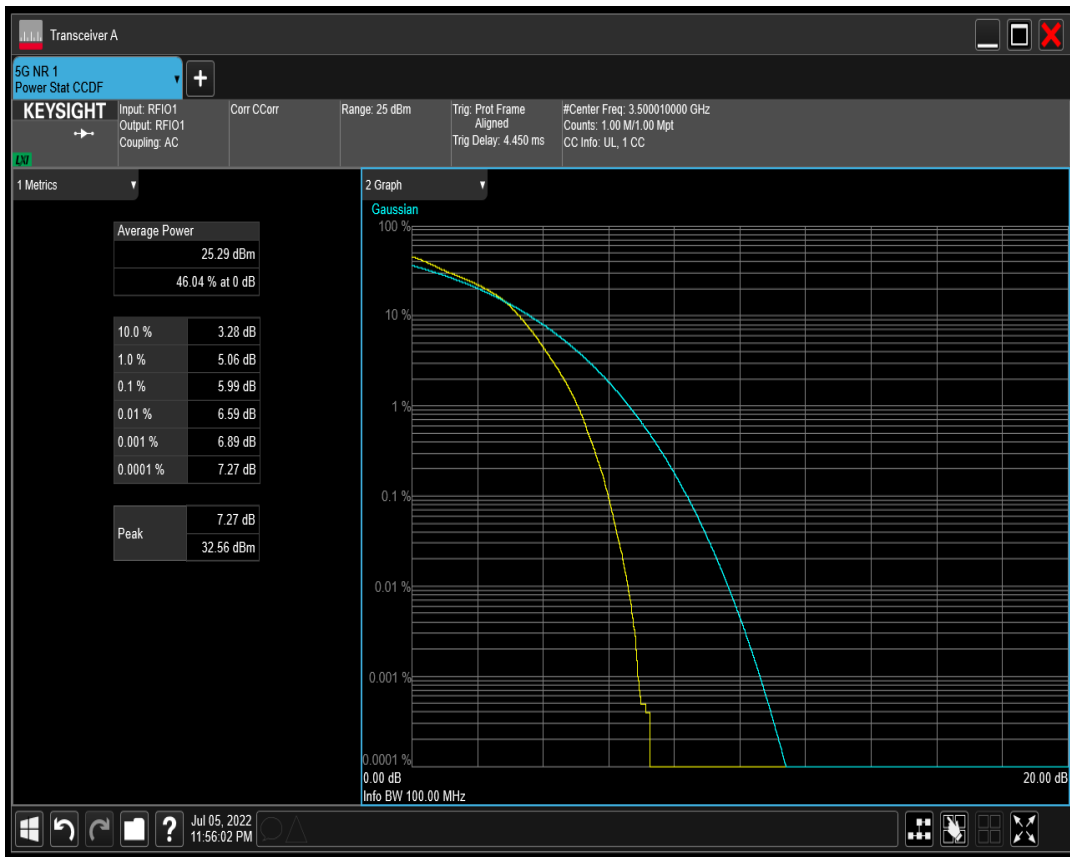 Transceiver A
5G NR 1
Power Stat CCDF
+
KEYSIGHT
LXI
Input: RFIO1
Output: RFIO1
Coupling: AC
Corr CCorr
Range: 25 dBm
Trig: Prot Frame
Aligned
Trig Delay: 4.450 ms
#Center Freq: 3.500010000 GHz
Counts: 1.00 M/1.00 Mpt
CC Info: UL, 1 CC
1 Metrics
Average Power
25.29 dBm
46.04 % at 0 dB
10.0 % 3.28 dB
1.0 % 5.06 dB
0.1 % 5.99 dB
0.01 % 6.59 dB
0.001 % 6.89 dB
0.0001 % 7.27 dB
Peak 7.27 dB
32.56 dBm
2 Graph
Gaussian
100 %
10 %
1 %
0.1 %
0.01 %
0.001 %
0.0001 %
0.00 dB 20.00 dB
Info BW 100.00 MHz
?
Jul 05, 2022
11:56:02 PM